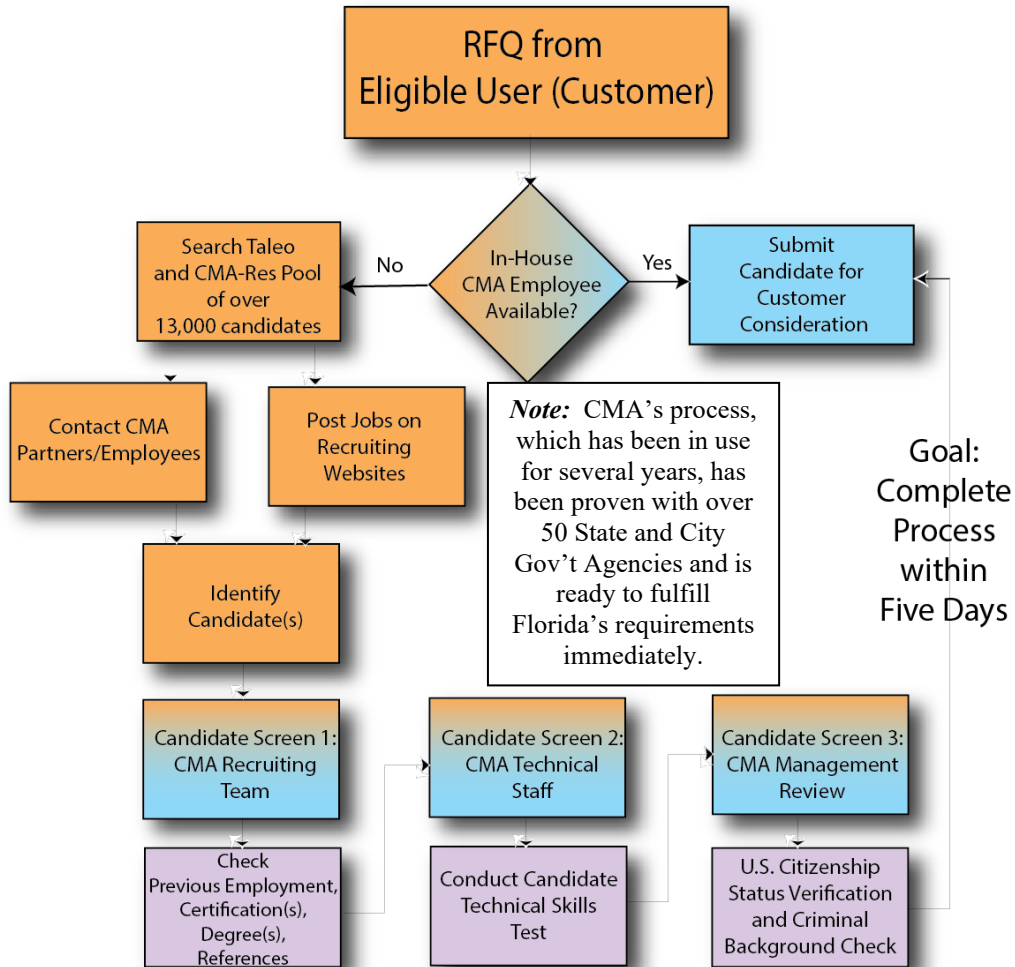 RFQ from
Eligible User (Customer)
Search Taleo
and CMA-Res Pool
of over
13,000 candidates
No
In-House
CMA Employee
Available?
Yes
Submit
Candidate for
Customer
Consideration
Contact CMA
Partners/Employees
Post Jobs on
Recruiting
Websites
Note: CMA’s process,
which has been in use
for several years, has
been proven with over
50 State and City
Gov’t Agencies and is
ready to fulfill
Florida’s requirements
immediately.
Goal:
Complete
Process
within
Five Days
Identify
Candidate(s)
Candidate Screen 1:
CMA Recruiting
Team
Candidate Screen 2:
CMA Technical
Staff
Candidate Screen 3:
CMA Management
Review
Check
Previous Employment,
Certification(s),
Degree(s),
References
Conduct Candidate
Technical Skills
Test
U.S. Citizenship
Status Verification
and Criminal
Background Check